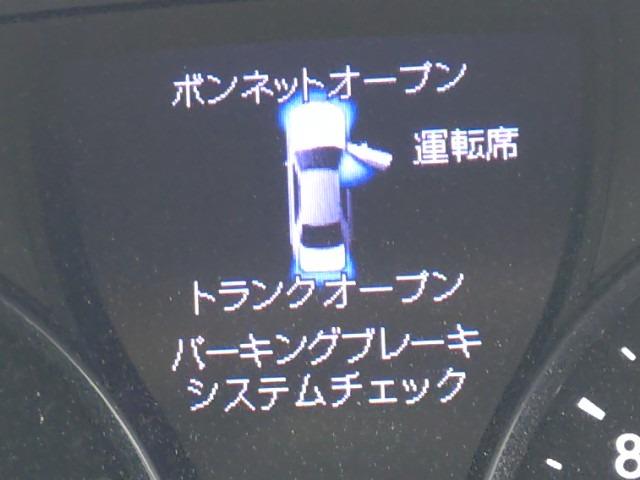 ボンネットオープン
運転席
トランクオープン
パーキングブレーキ
システムチェック
8